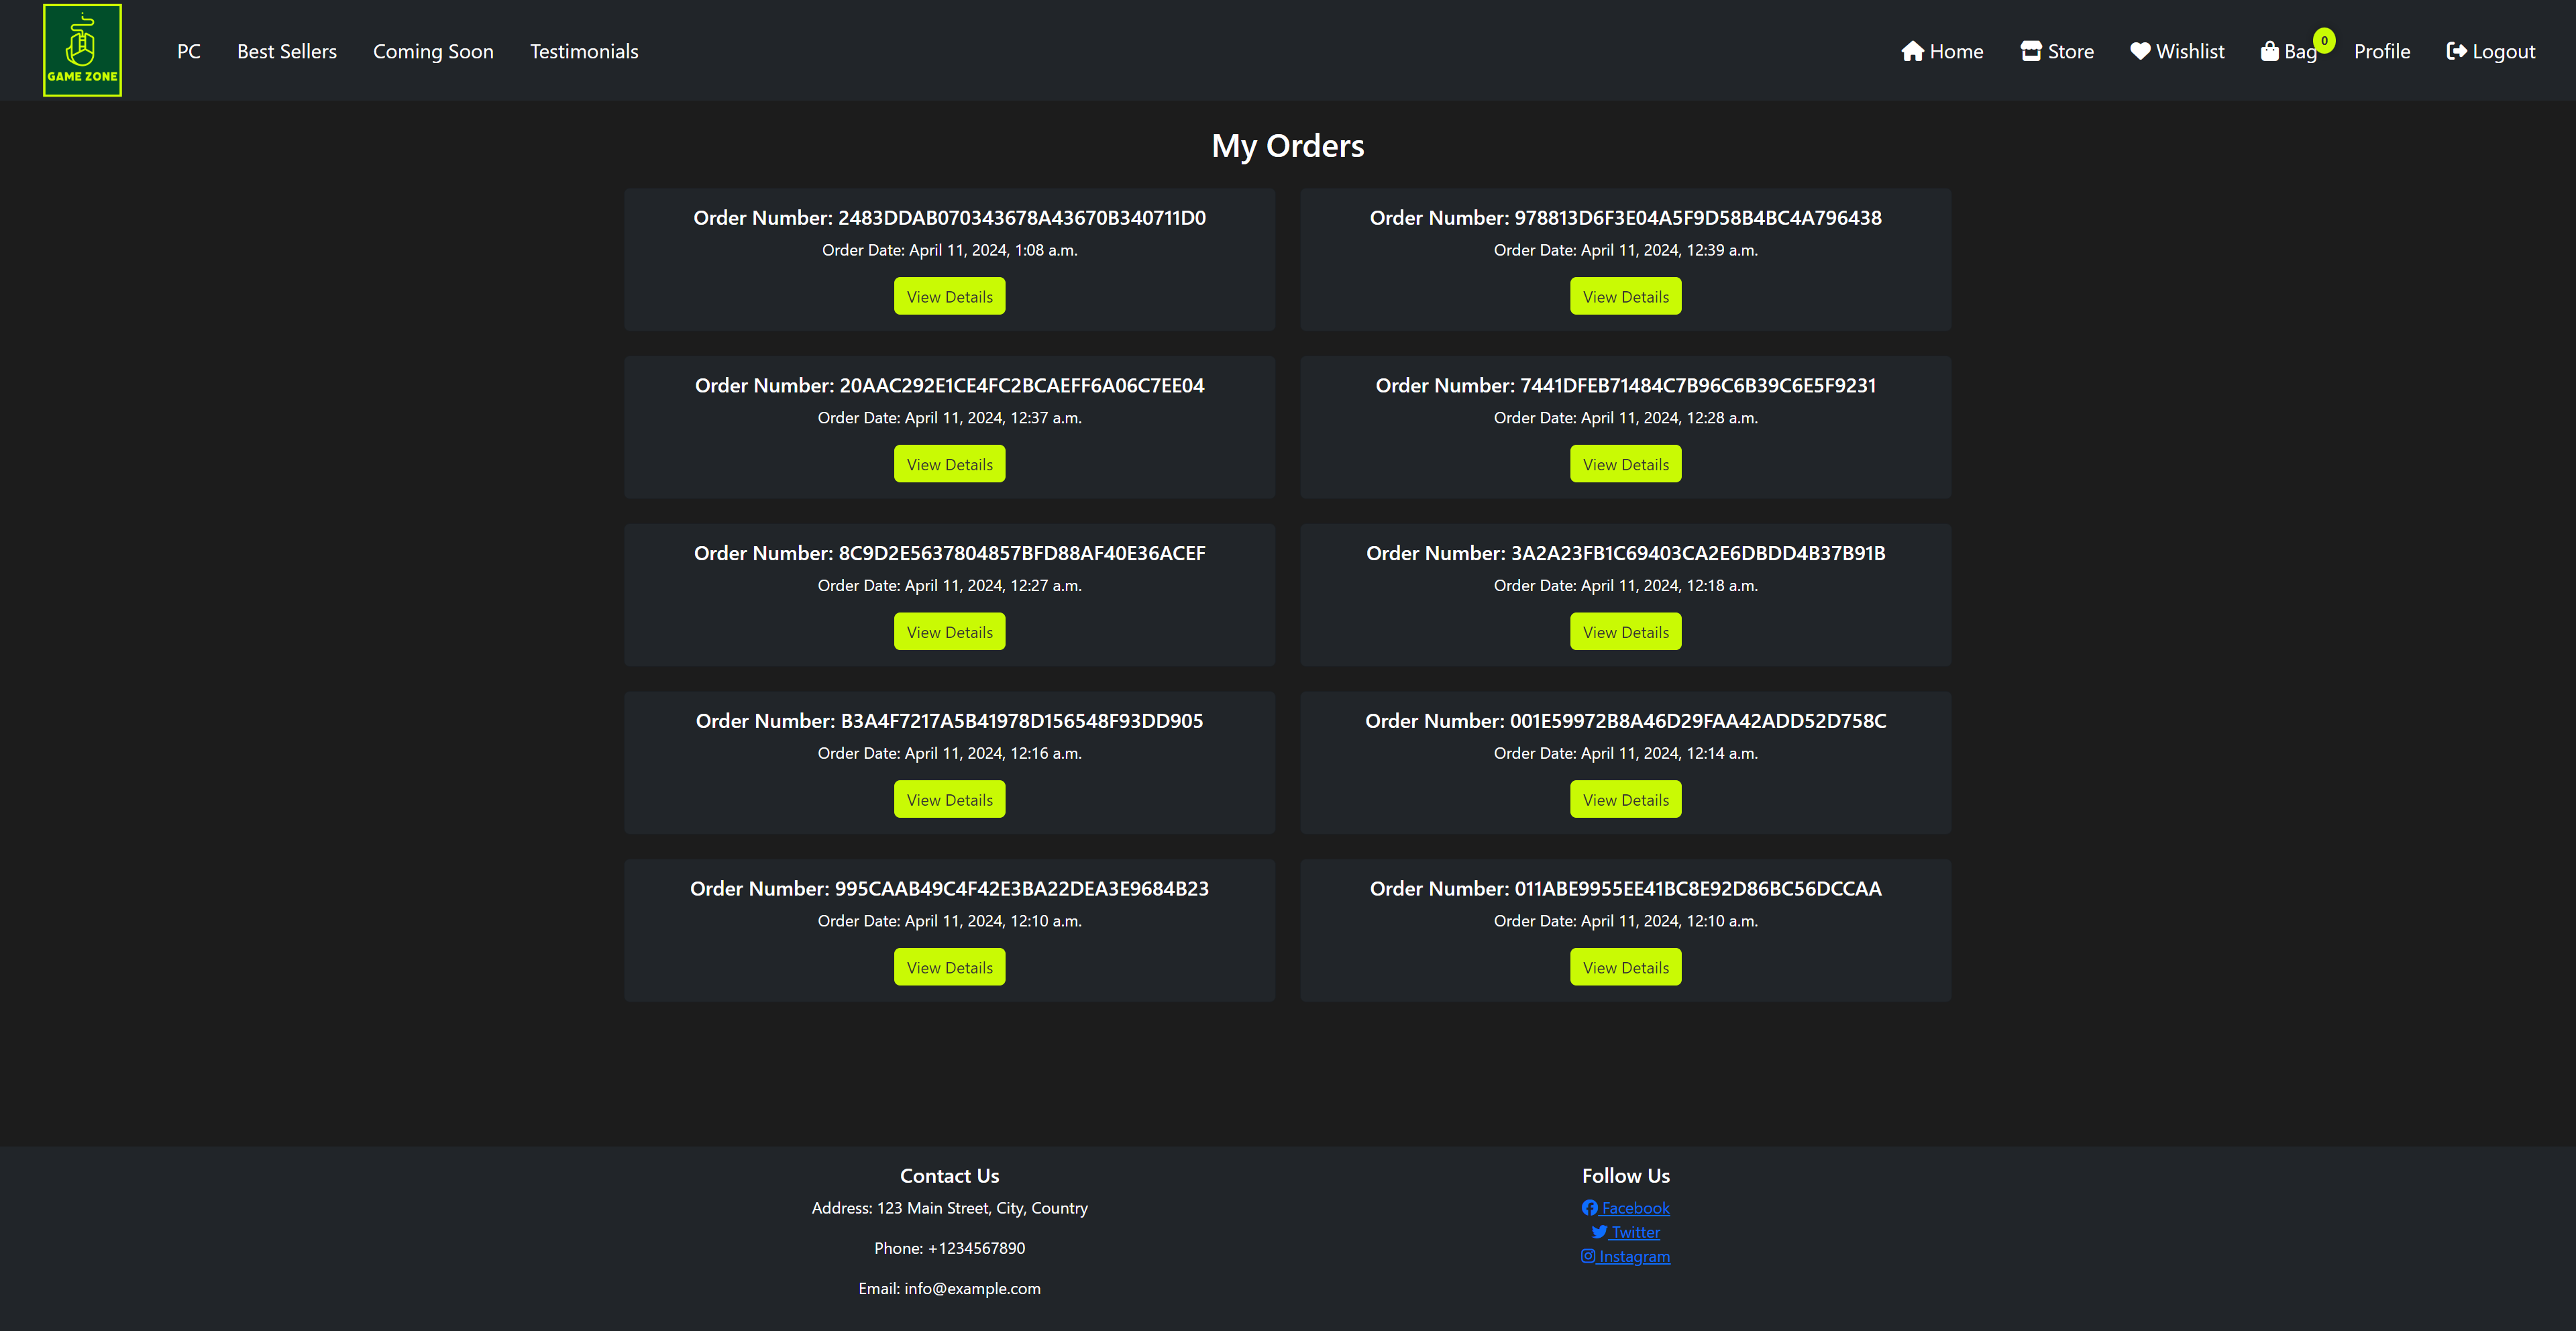 GAME ZONE
PC Best Sellers Coming Soon Testimonials
Home Store Wishlist Bag 0 Profile Logout
My Orders
Order Number: 2483DDAB070343678A43670B340711D0
Order Date: April 11, 2024, 1:08 a.m.
View Details
Order Number: 978813D6F3E04A5F9D58B4BC4A796438
Order Date: April 11, 2024, 12:39 a.m.
View Details
Order Number: 20AAC292E1CE4FC2BCAEFF6A06C7EE04
Order Date: April 11, 2024, 12:37 a.m.
View Details
Order Number: 7441DFEB71484C7B96C6B39C6E5F9231
Order Date: April 11, 2024, 12:28 a.m.
View Details
Order Number: 8C9D2E5637804857BFD88AF40E36ACEF
Order Date: April 11, 2024, 12:27 a.m.
View Details
Order Number: 3A2A23FB1C69403CA2E6DBDD4B37B91B
Order Date: April 11, 2024, 12:18 a.m.
View Details
Order Number: B3A4F7217A5B41978D156548F93DD905
Order Date: April 11, 2024, 12:16 a.m.
View Details
Order Number: 001E59972B8A46D29FAA42ADD52D758C
Order Date: April 11, 2024, 12:14 a.m.
View Details
Order Number: 995CAAB49C4F42E3BA22DEA3E9684B23
Order Date: April 11, 2024, 12:10 a.m.
View Details
Order Number: 011ABE9955EE41BC8E92D86BC56DCCAA
Order Date: April 11, 2024, 12:10 a.m.
View Details
Contact Us
Address: 123 Main Street, City, Country
Phone: +1234567890
Email: info@example.com
Follow Us
Facebook
Twitter
Instagram